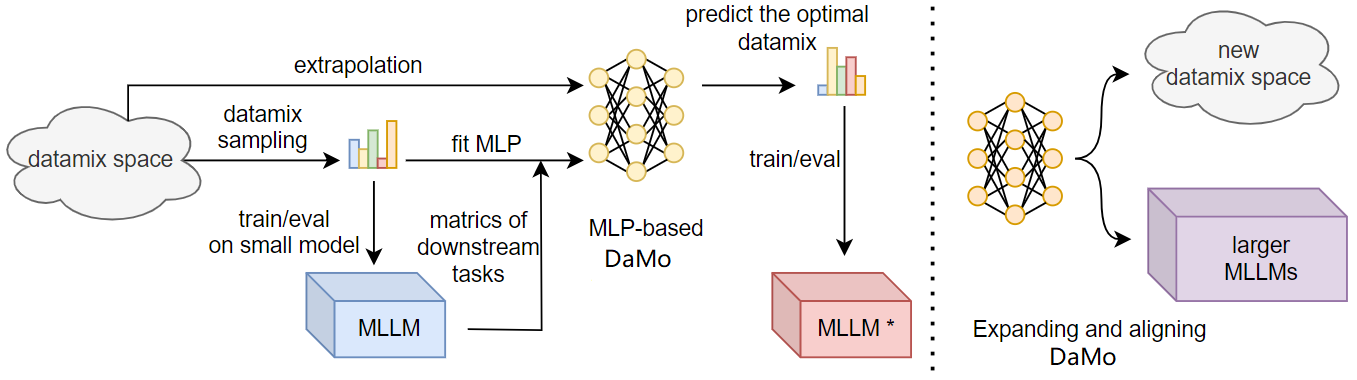 predict the optimal
datamix
extrapolation
datamix
sampling
datamix space
fit MLP
train/eval
train/eval
on small model
matrics of
downstream
tasks
MLP-based
DaMo
MLLM
MLLM *
new
datamix space
larger
MLLMs
Expanding and aligning
DaMo